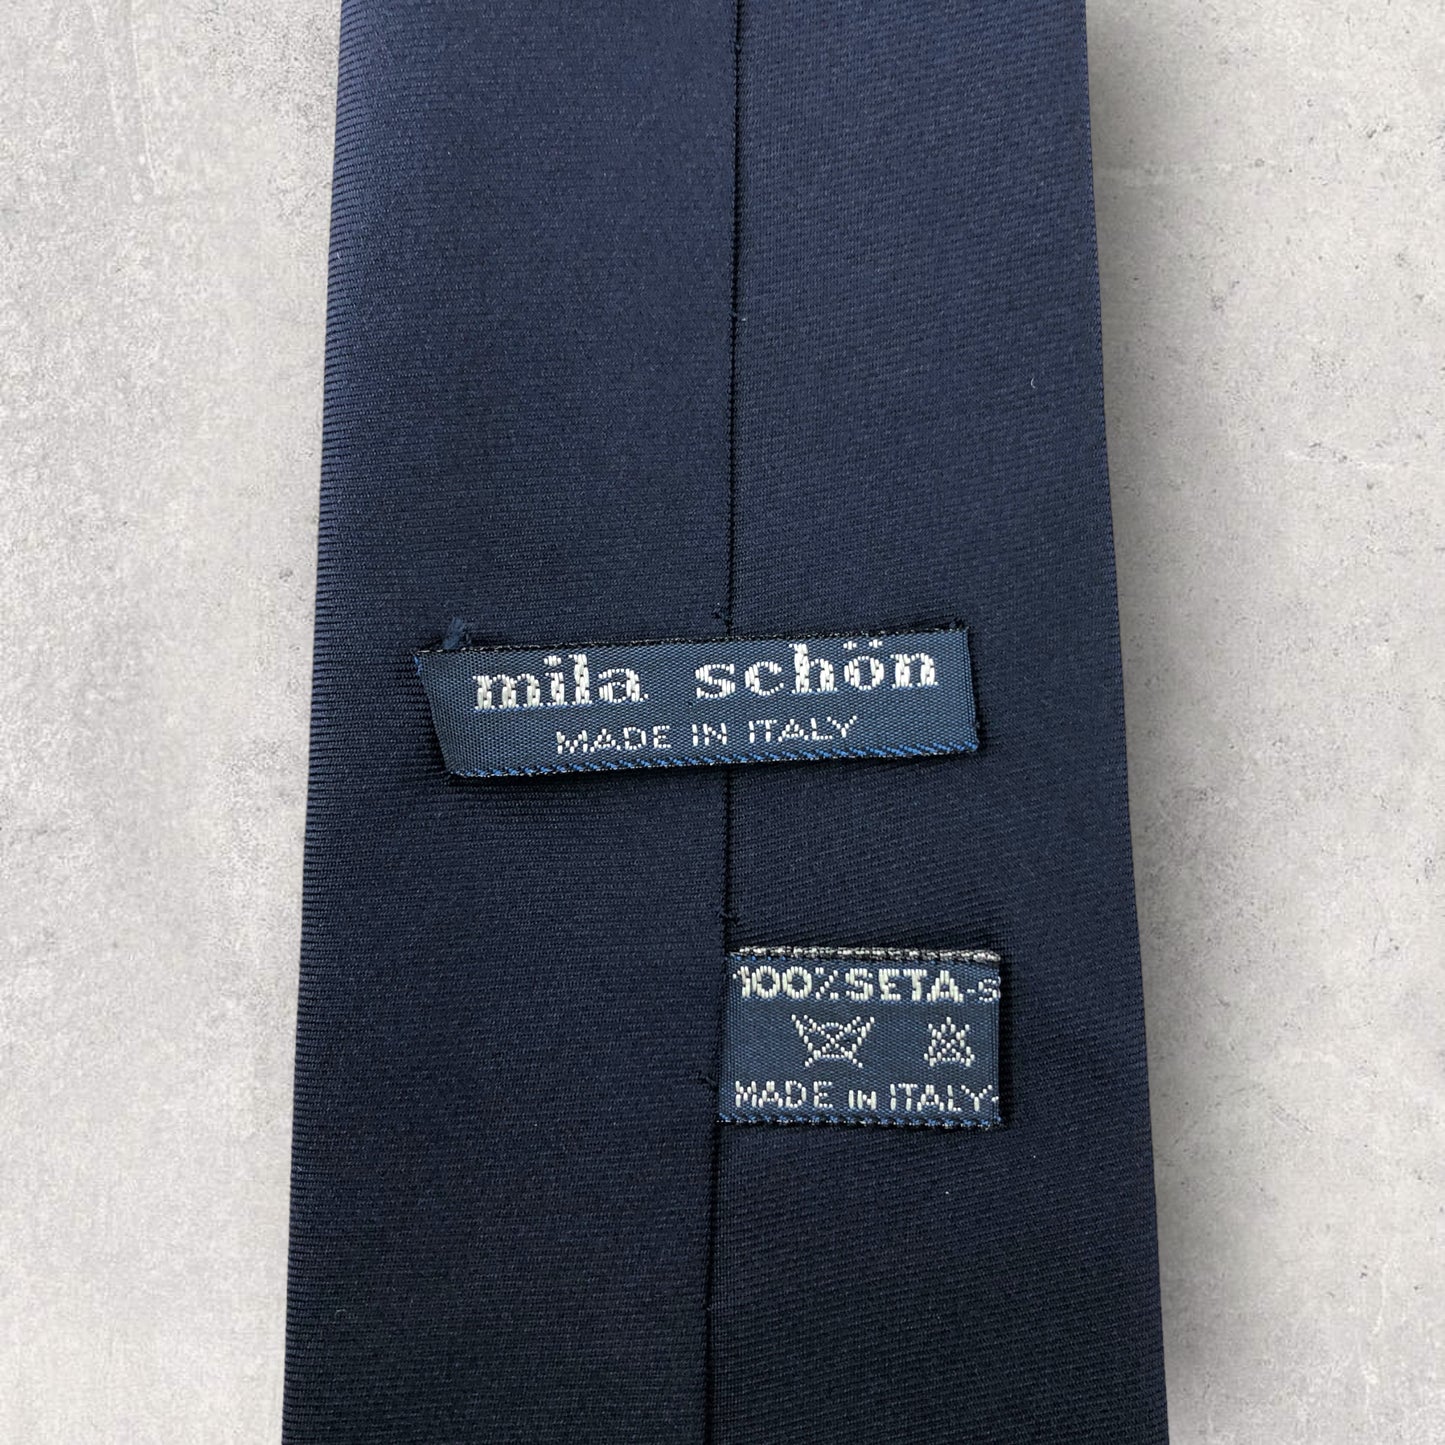 mila schön
MADE IN ITALY
100% SETA-S
MADE IN ITALY-